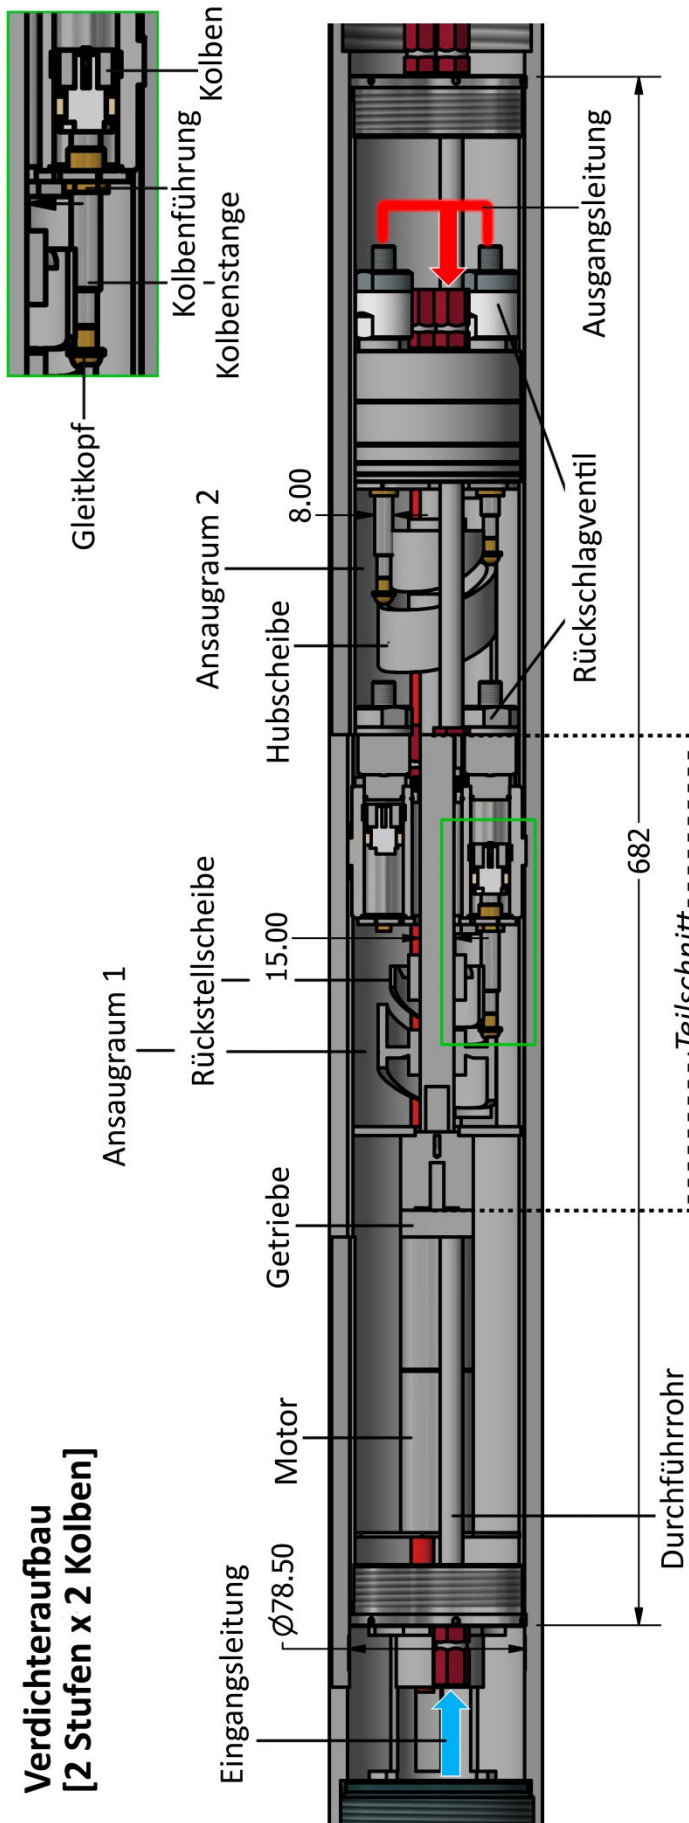 Verdichteraufbau
[2 Stufen x 2 Kolben]
Eingangsleitung
Ø78.50
Motor
Getriebe
Ansaugraum 1
Rückstellscheibe
15.00
Hubscheibe
Ansaugraum 2
8.00
Gleitkopf
Kolbenstange
Kolbenführung
Kolben
Durchführrohr
Teilschnitt
682
Rückschlagventil
Ausgangsleitung